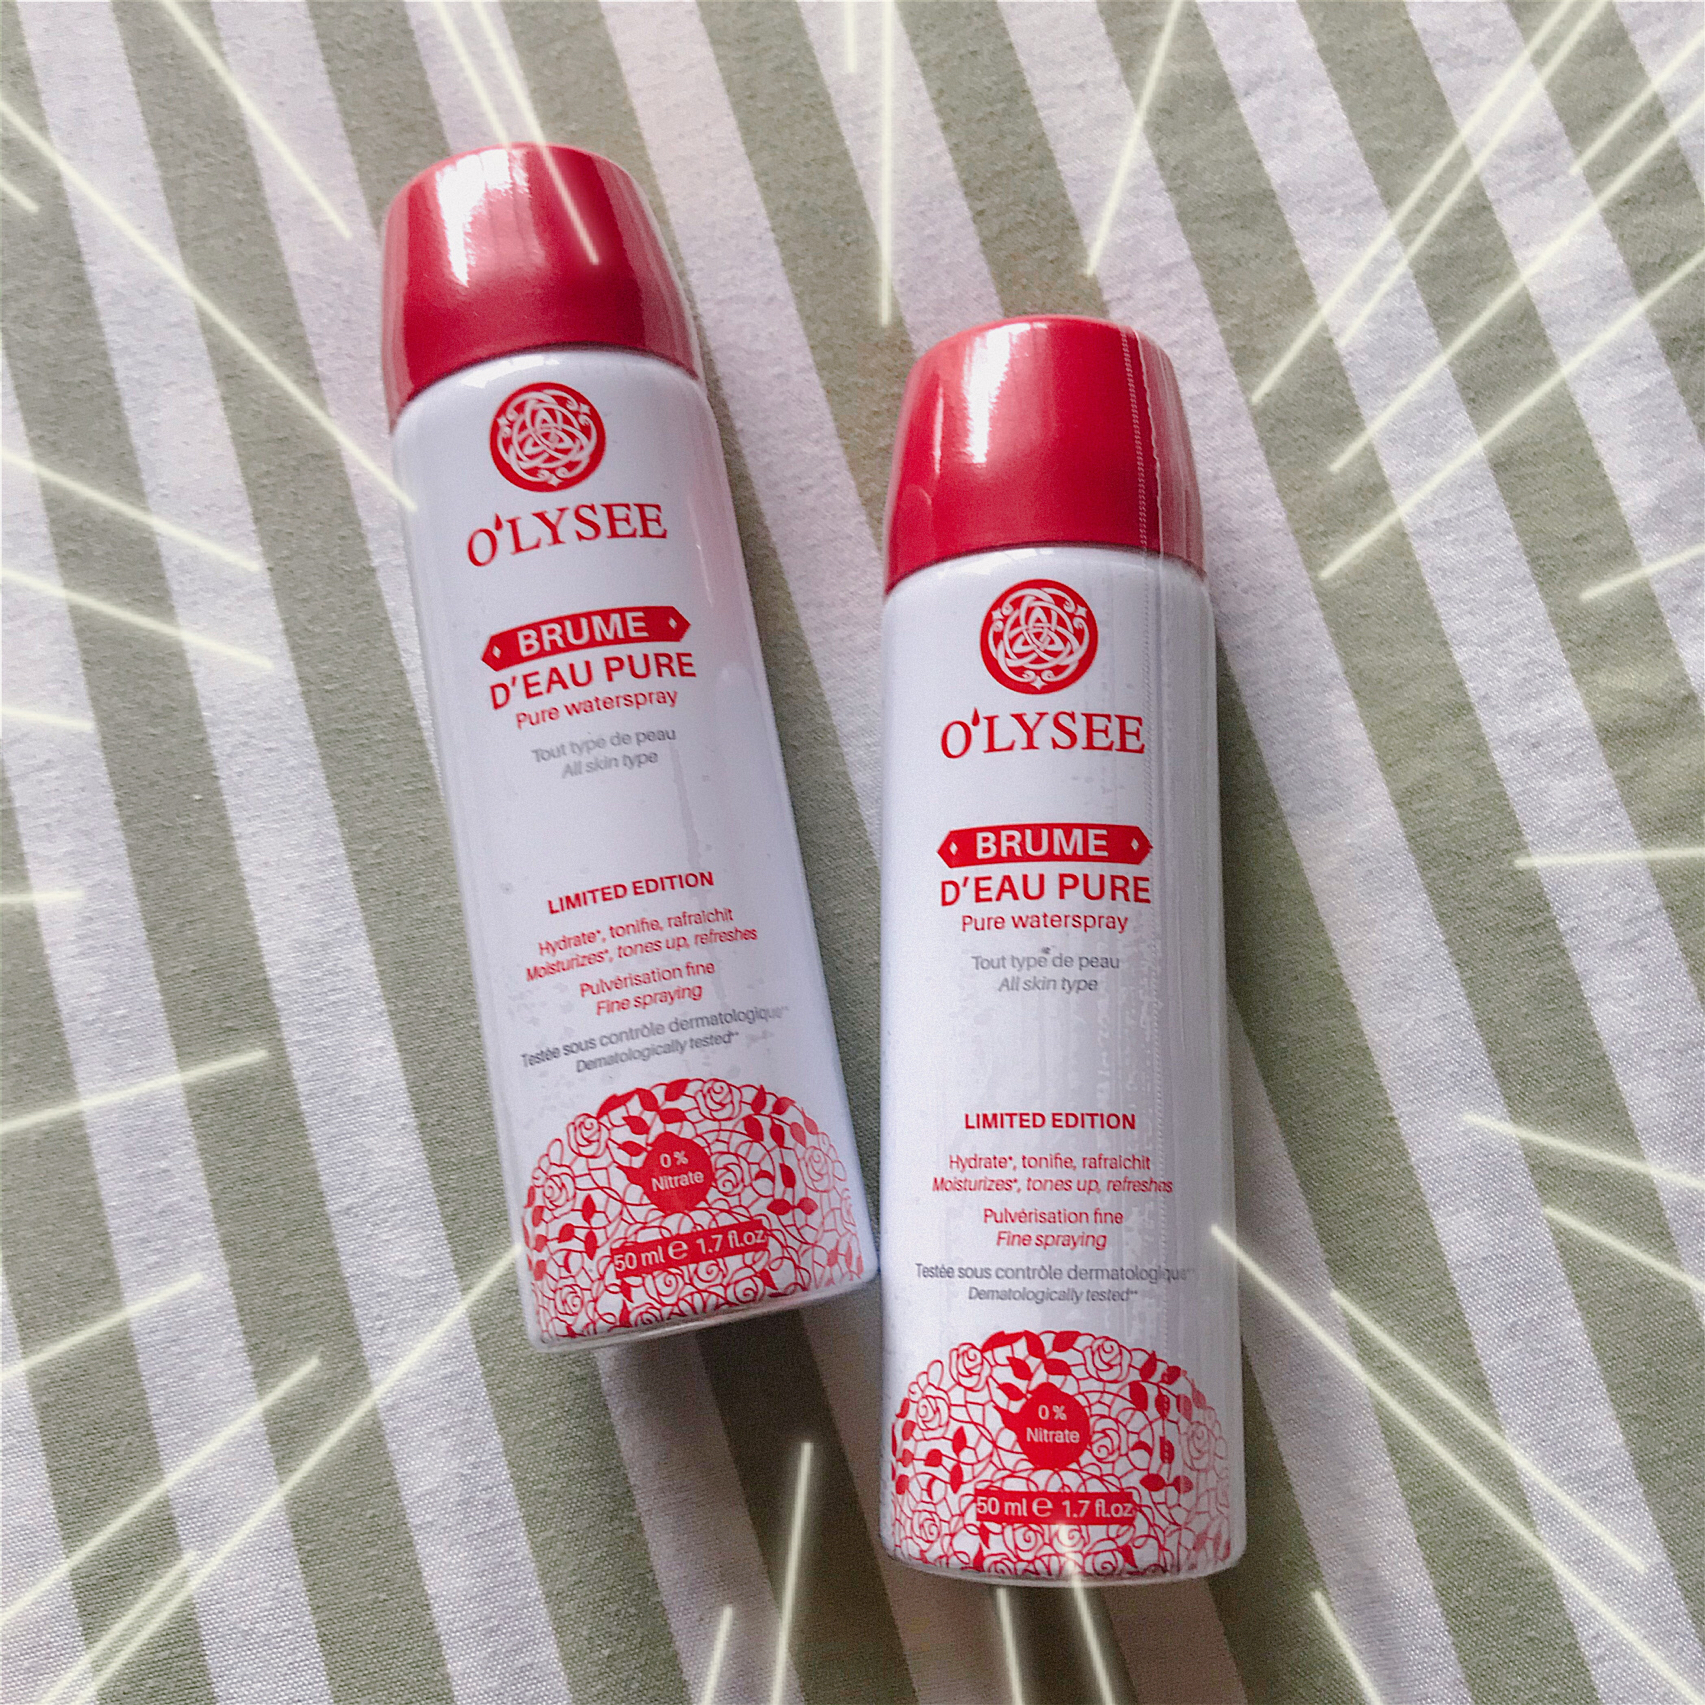 O'LYSEE
BRUME
D'EAU PURE
Pure waterspray
Tout type de peau
All skin type
LIMITED EDITION
Hydrate*, tonifie, rafraichit
Moisturizes*, tones up, refreshes
Pulvérisation fine
Fine spraying
Testée sous contrôle dermatologique**
Dematologically tested**
0 %
Nitrate
50 ml ℮ 1.7 fl.oz
O'LYSEE
BRUME
D'EAU PURE
Pure waterspray
Tout type de peau
All skin type
LIMITED EDITION
Hydrate*, tonifie, rafraichit
Moisturizes*, tones up, refreshes
Pulvérisation fine
Fine spraying
Testée sous contrôle dermatologique**
Dematologically tested**
0 %
Nitrate
50 ml ℮ 1.7 fl.oz